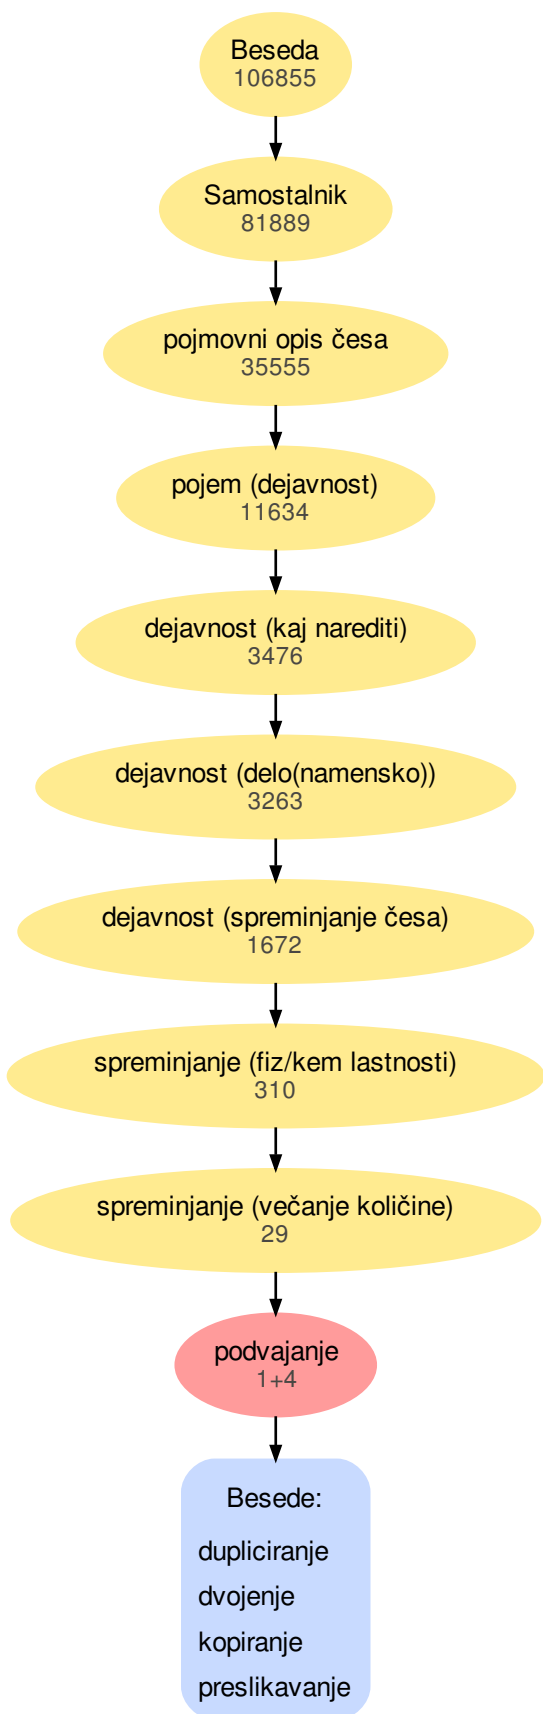 Beseda
106855
Samostalnik
81889
pojmovni opis česa
35555
pojem (dejavnost)
11634
dejavnost (kaj narediti)
3476
dejavnost (delo(namensko))
3263
dejavnost (spreminjanje česa)
1672
spreminjanje (fiz/kem lastnosti)
310
spreminjanje (večanje količine)
29
podvajanje
1+4
Besede:
dupliciranje
dvojenje
kopiranje
preslikavanje